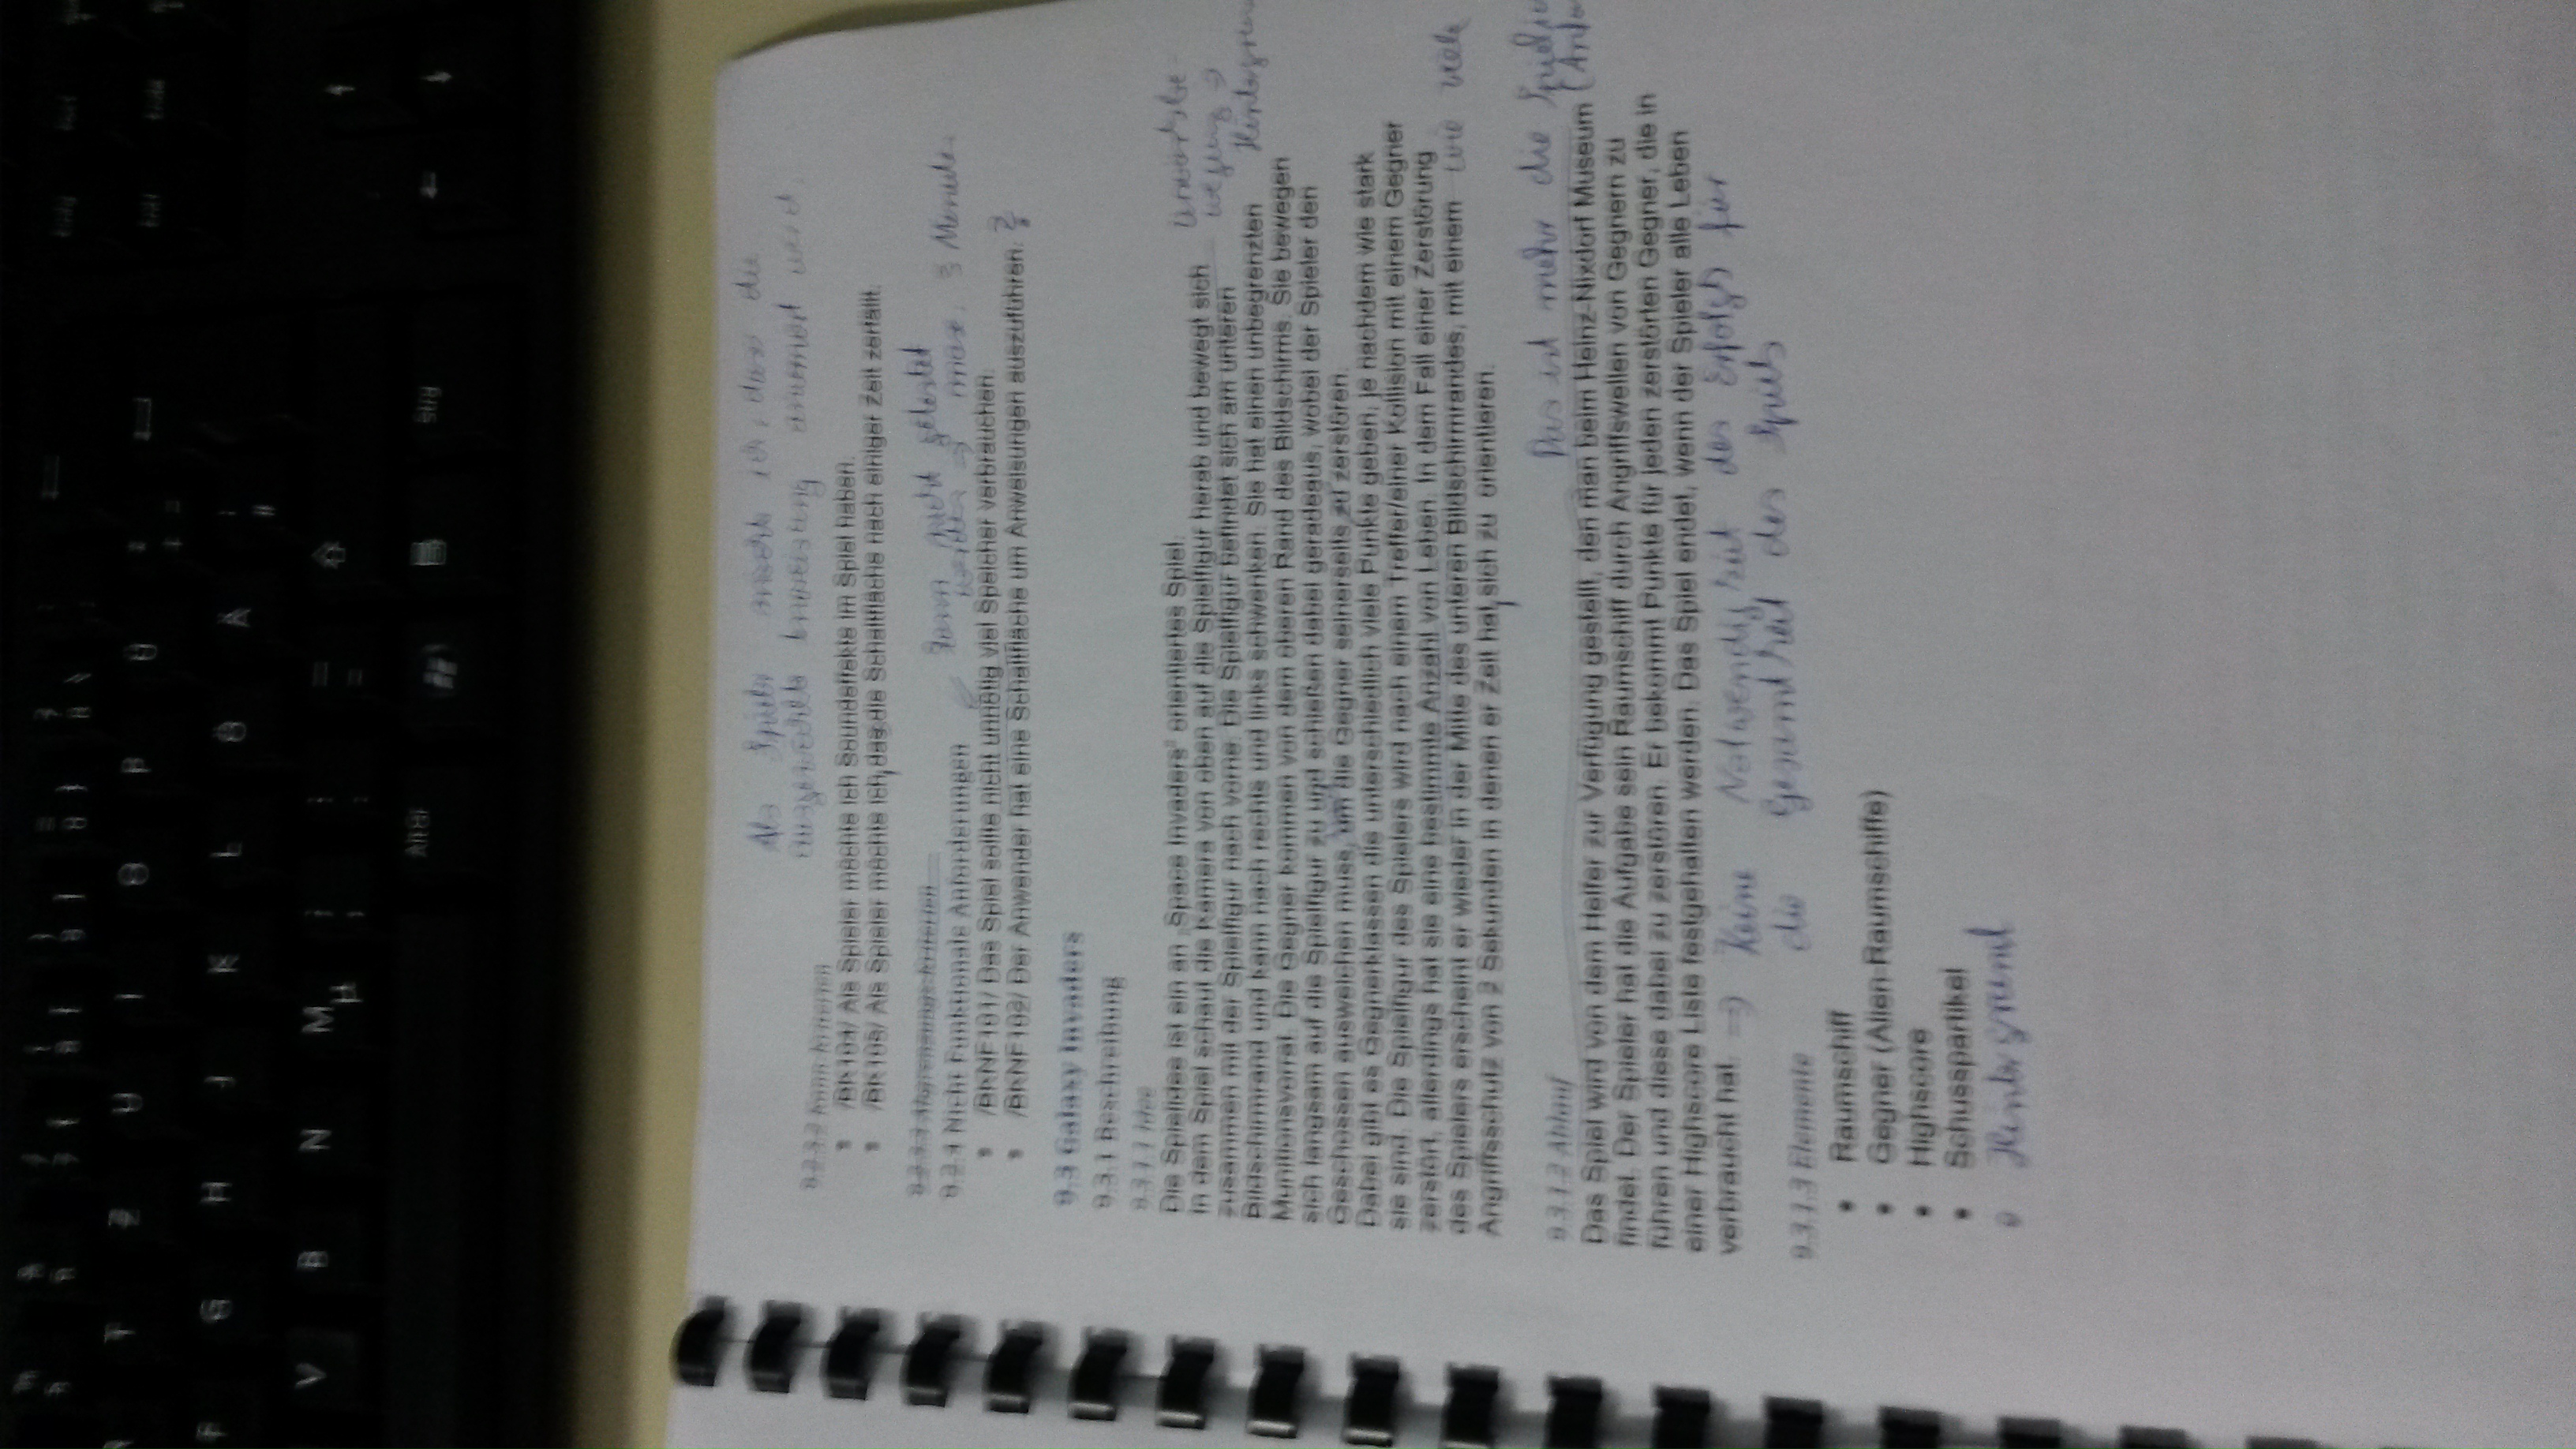 T Z U I O P Ü
F G H J K L Ö Ä
V B N M µ
Alt Gr Strg
Als Spieler möchte ich, dass die
ausgewählte Anweisung animiert wird.
9.2.3.2 Kann-Kriterien
• /BK104/ Als Spieler möchte ich Soundeffekte im Spiel haben.
• /BK105/ Als Spieler möchte ich, das die Schaltfläche nach einiger Zeit zerfällt.
9.2.3.3 Abgrenzungs-Kriterien
kann nicht getestet
9.2.4 Nicht Funktionale Anforderungen
werden => max. 3
• /BKNF101/ Das Spiel sollte nicht unnötig viel Speicher verbrauchen.
• /BKNF102/ Der Anwender hat eine Schaltfläche um Anweisungen auszuführen. ?
9.3 Galaxy Invaders
9.3.1 Beschreibung
9.3.1.1 Idee
Die Spielidee ist ein an „Space Invaders“ orientiertes Spiel.
In dem Spiel schaut die Kamera von oben auf die Spielfigur herab und bewegt sich
zusammen mit der Spielfigur nach vorne. Die Spielfigur befindet sich am unteren
Bildschirmrand und kann nach rechts und links schwenken. Sie hat einen unbegrenzten
Munitionsvorrat. Die Gegner kommen von dem oberen Rand des Bildschirms. Sie bewegen
sich langsam auf die Spielfigur zu und schießen dabei geradeaus, wobei der Spieler den
Geschossen ausweichen muss, um die Gegner seinerseits zu zerstören.
Dabei gibt es Gegnerklassen die unterschiedlich viele Punkte geben, je nachdem wie stark
sie sind. Die Spielfigur des Spielers wird nach einem Treffer/einer Kollision mit einem Gegner
zerstört, allerdings hat sie eine bestimmte Anzahl von Leben. In dem Fall einer Zerstörung
des Spielers erscheint er wieder in der Mitte des unteren Bildschirmrandes, mit einem wie viele
Angriffsschutz von 2 Sekunden in denen er Zeit hat, sich zu orientieren.
Das ist mehr die
9.3.1.2 Ablauf
Das Spiel wird von dem Helfer zur Verfügung gestellt, den man beim Heinz-Nixdorf Museum
findet. Der Spieler hat die Aufgabe sein Raumschiff durch Angriffswellen von Gegnern zu
führen und diese dabei zu zerstören. Er bekommt Punkte für jeden zerstörten Gegner, die in
einer Highscore Liste festgehalten werden. Das Spiel endet, wenn der Spieler alle Leben
verbraucht hat. => Keine Notwendigkeit des Erfolgs für
die Gesamtheit des Spiels
9.3.1.3 Elemente
• Raumschiff
• Gegner (Alien-Raumschiffe)
• Highscore
• Schusspartikel
• Hintergrund